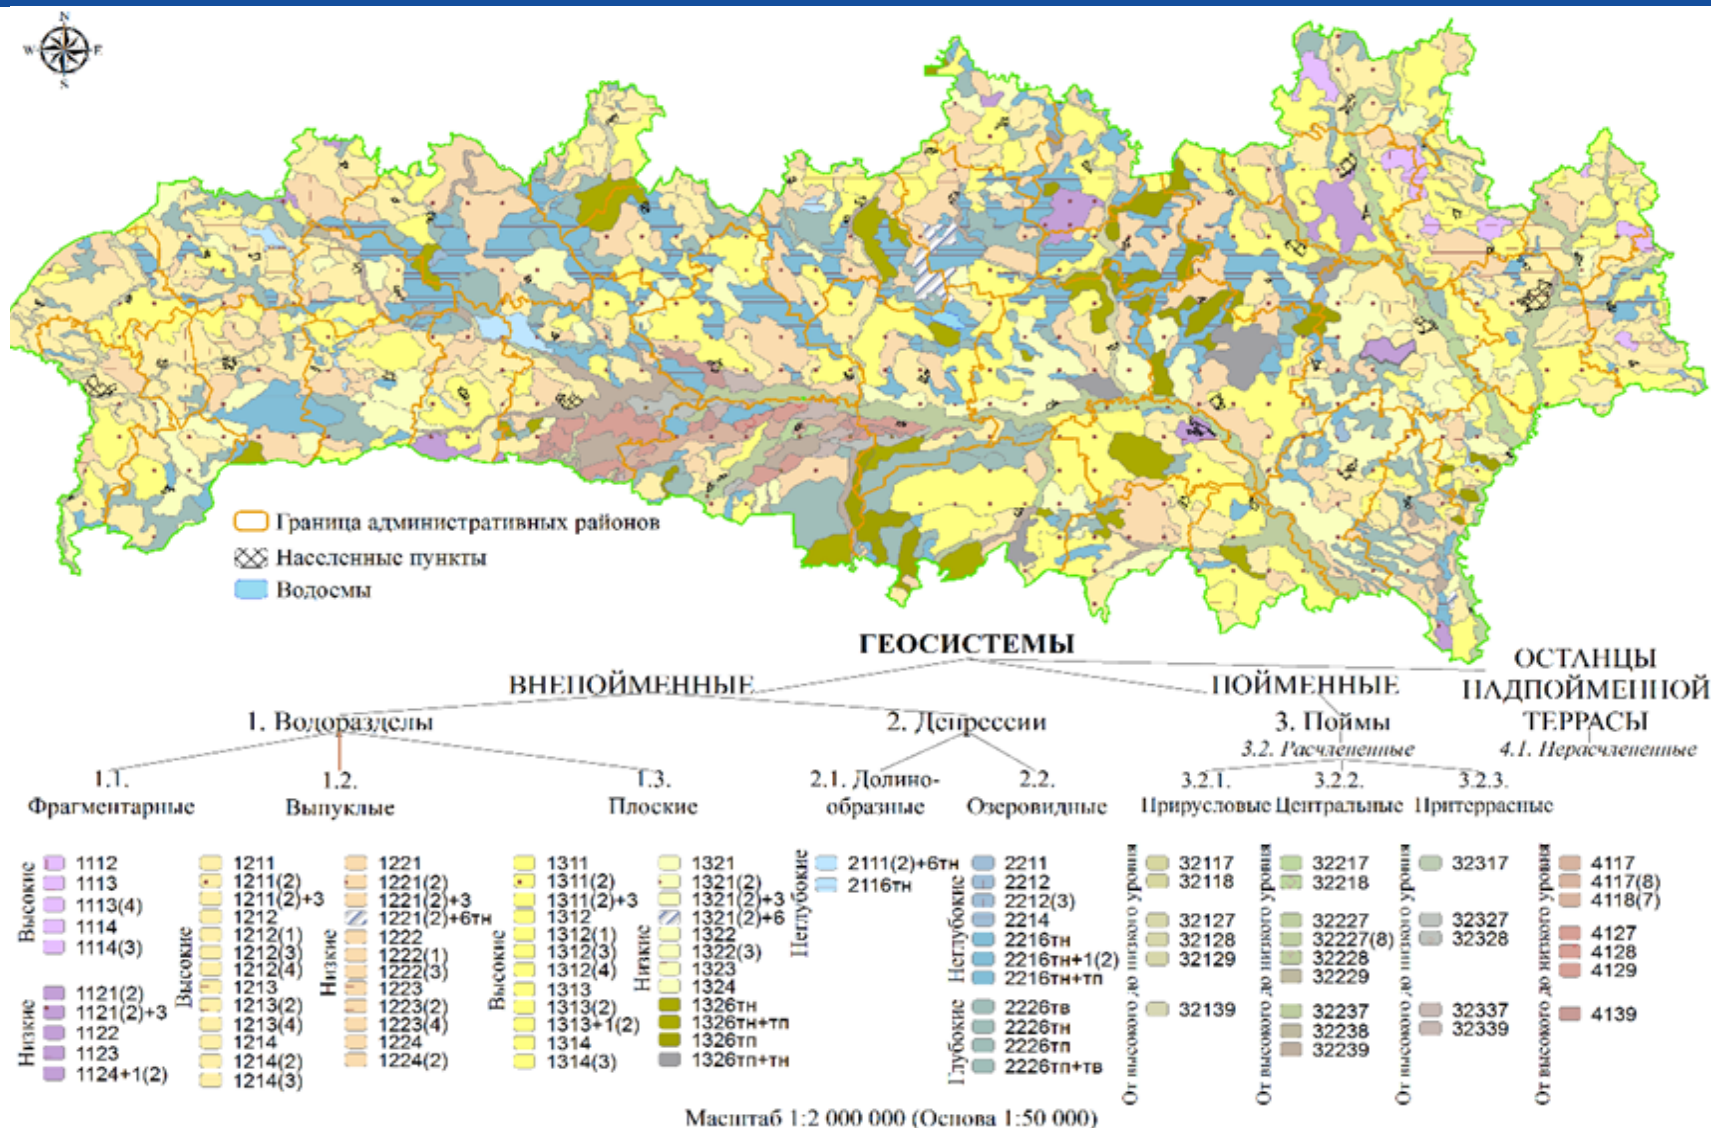 N
W E
S
Граница административных районов
Населенные пункты
Водоемы
ГЕОСИСТЕМЫ
ВНЕПОЙМЕННЫЕ
ПОЙМЕННЫЕ
ОСТАНЦЫ
НАДПОЙМЕННОЙ
ТЕРРАСЫ
4.1. Нерасчлененные
1. Водоразделы
2. Депрессии
3. Поймы
3.2. Расчлененные
1.1.
Фрагментарные
1.2.
Выпуклые
1.3.
Плоские
2.1. Долино-
образные
2.2.
Озеровидные
3.2.1.
Прирусловые
3.2.2.
Центральные
3.2.3.
Притеррасные
Высокие
1112
1113
1113(4)
1114
1114(3)
Низкие
1121(2)
1121(2)+3
1122
1123
1124+1(2)
Высокие
1211
1211(2)
1211(2)+3
1212
1212(1)
1212(3)
1212(4)
1213
1213(2)
1213(4)
1214
1214(2)
1214(3)
Низкие
1221
1221(2)
1221(2)+3
1221(2)+6тн
1222
1222(1)
1222(3)
1223
1223(2)
1223(4)
1224
1224(2)
Высокие
1311
1311(2)
1311(2)+3
1312
1312(1)
1312(3)
1312(4)
1313
1313(2)
1313+1(2)
1314
1314(3)
Низкие
1321
1321(2)
1321(2)+3
1321(2)+6
1322
1322(3)
1323
1324
1326тн
1326тн+тп
1326тп
1326тп+тн
Неглубокие
2111(2)+6тн
2116тн
Неглубокие
2211
2212
2212(3)
2214
2216тн
2216тн+1(2)
2216тн+тп
Глубокие
2226тв
2226тн
2226тп
2226тп+тв
От высокого до низкого уровня
32117
32118
32127
32128
32129
32139
От высокого до низкого уровня
32217
32218
32227
32227(8)
32228
32229
32237
32238
32239
От высокого до низкого уровня
32317
32327
32328
32337
32339
От высокого до низкого уровня
4117
4117(8)
4118(7)
4127
4128
4129
4139
Масштаб 1:2 000 000 (Основа 1:50 000)